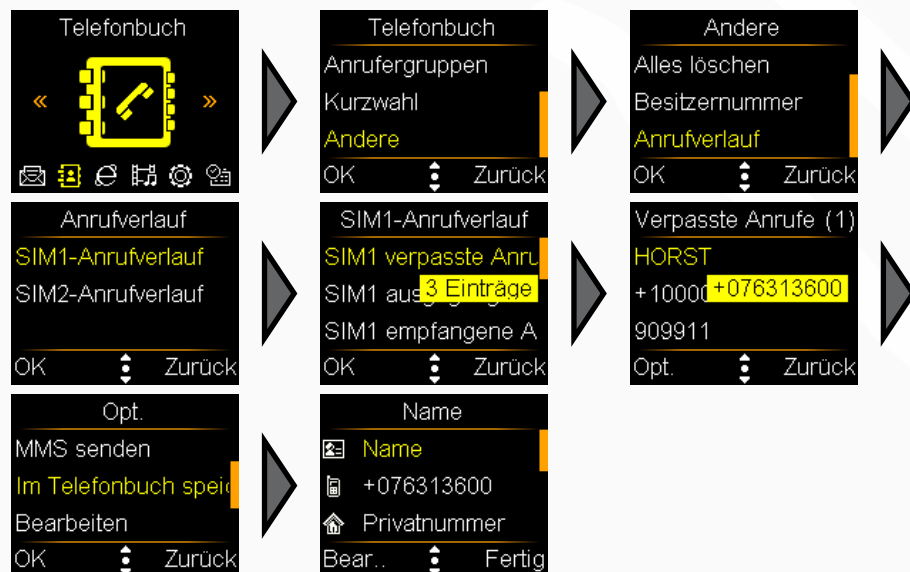 Telefonbuch
«
»
Telefonbuch
Anrufergruppen
Kurzwahl
Andere
OK Zurück
Andere
Alles löschen
Besitzernummer
Anrufverlauf
OK Zurück
Anrufverlauf
SIM1-Anrufverlauf
SIM2-Anrufverlauf
OK Zurück
SIM1-Anrufverlauf
SIM1 verpasste Anru
SIM1 aus 3 Einträge
SIM1 empfangene A
OK Zurück
Verpasste Anrufe (1)
HORST
+1000 +076313600
909911
Opt. Zurück
Opt.
MMS senden
Im Telefonbuch speic
Bearbeiten
OK Zurück
Name
Name
+076313600
Privatnummer
Bear.. Fertig